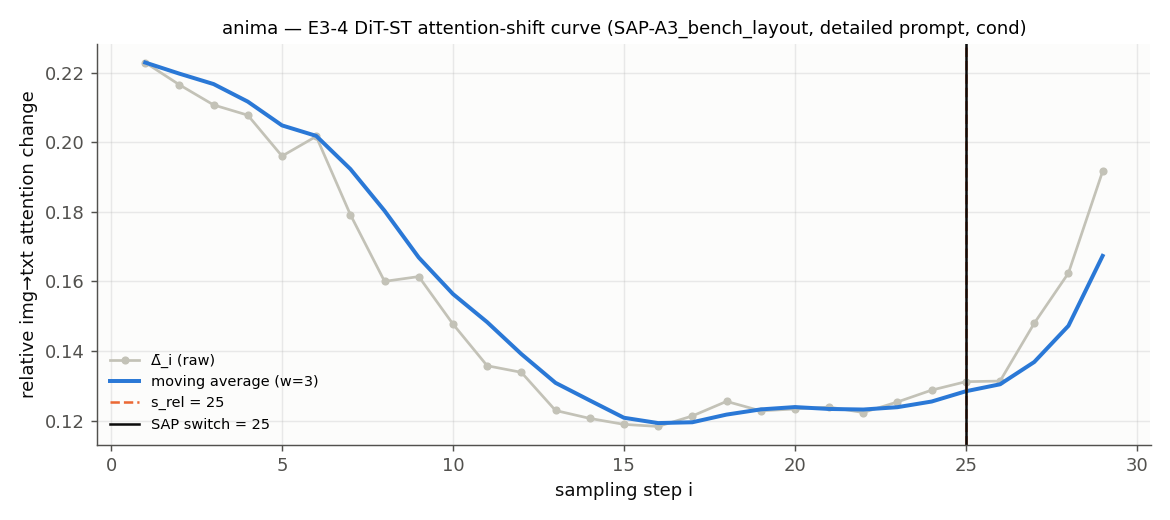 anima — E3-4 DiT-ST attention-shift curve (SAP-A3_bench_layout, detailed prompt, cond)
relative img→txt attention change
0.22
0.20
0.18
0.16
0.14
0.12
Δ̄_i (raw)
moving average (w=3)
s_rel = 25
SAP switch = 25
0
5
10
15
20
25
30
sampling step i